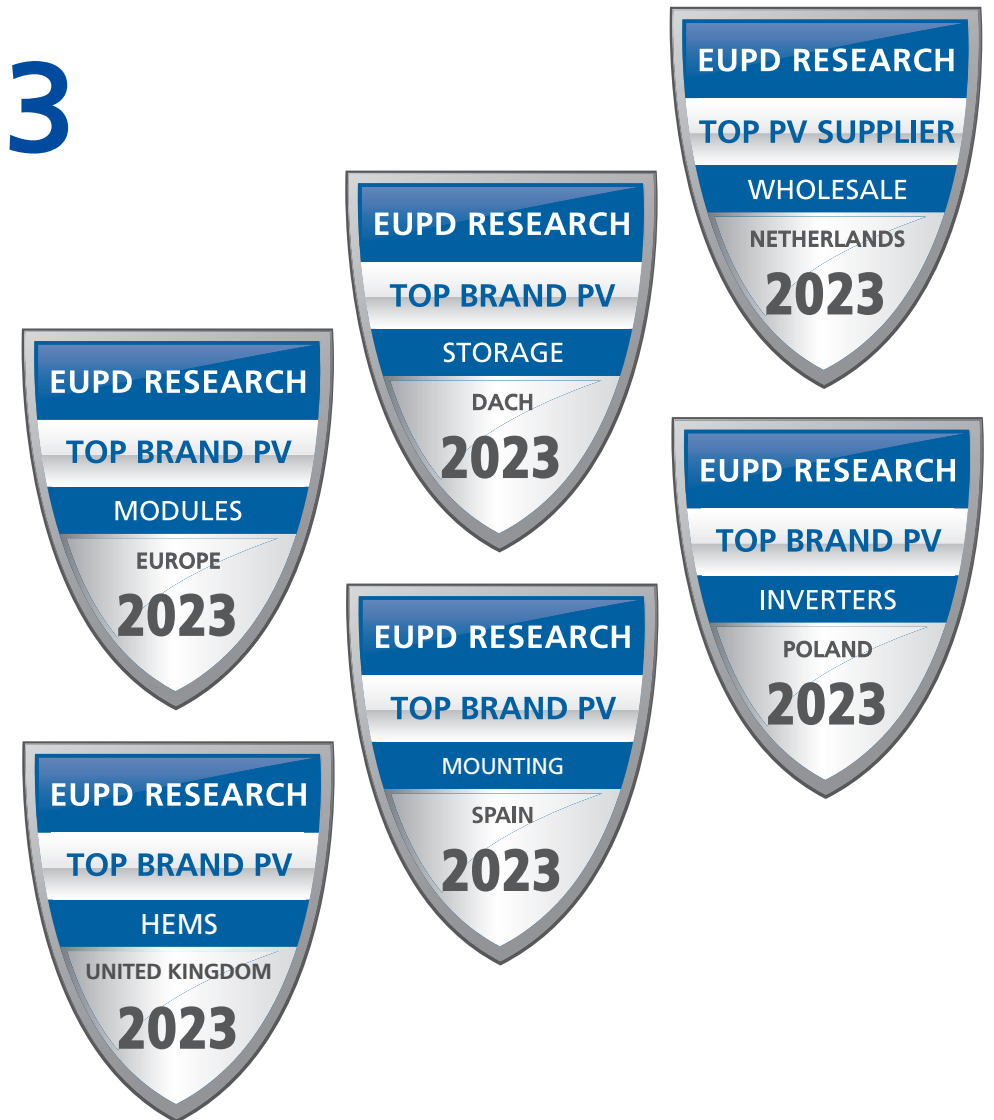 3
EUPD RESEARCH
TOP PV SUPPLIER
WHOLESALE
NETHERLANDS
2023
EUPD RESEARCH
TOP BRAND PV
STORAGE
DACH
2023
EUPD RESEARCH
TOP BRAND PV
MODULES
EUROPE
2023
EUPD RESEARCH
TOP BRAND PV
INVERTERS
POLAND
2023
EUPD RESEARCH
TOP BRAND PV
MOUNTING
SPAIN
2023
EUPD RESEARCH
TOP BRAND PV
HEMS
UNITED KINGDOM
2023